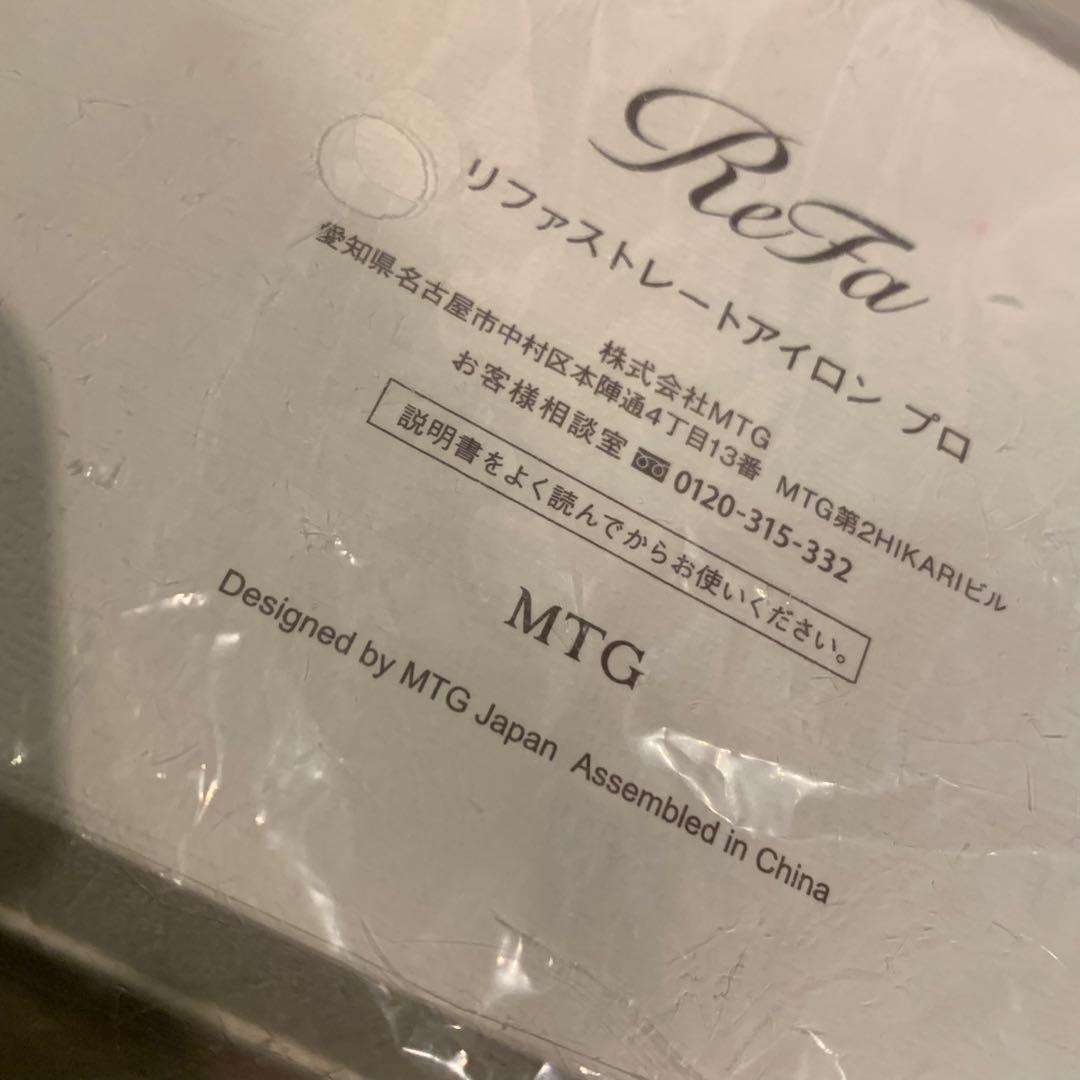 ReFa
リファストレートアイロン プロ
株式会社MTG
愛知県名古屋市中村区本陣通4丁目13番 MTG第2HIKARIビル
お客様相談室 0120-315-332
説明書をよく読んでからお使いください。
MTG
Designed by MTG Japan Assembled in China